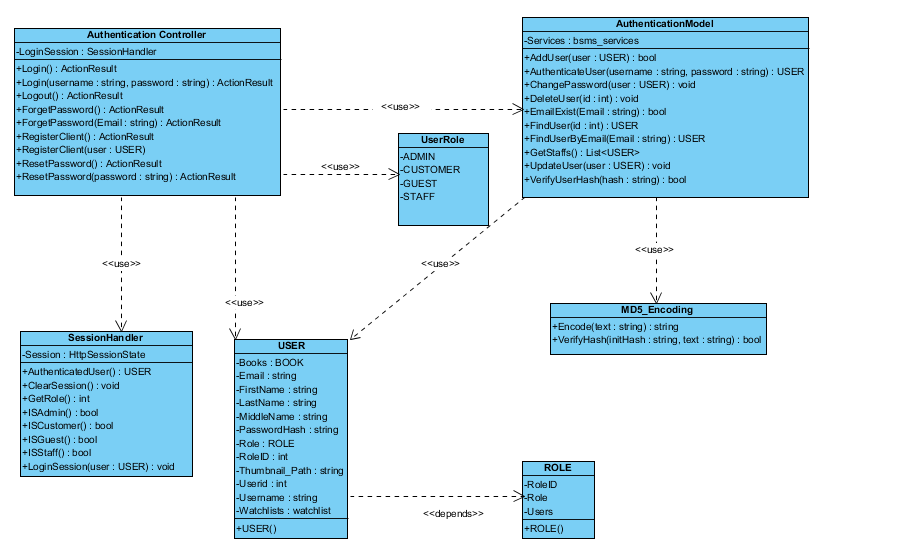 Authentication Controller
-LoginSession : SessionHandler
+Login() : ActionResult
+Login(username : string, password : string) : ActionResult
+Logout() : ActionResult
+ForgetPassword() : ActionResult
+ForgetPassword(Email : string) : ActionResult
+RegisterClient() : ActionResult
+RegisterClient(user : USER)
+ResetPassword() : ActionResult
+ResetPassword(password : string) : ActionResult
AuthenticationModel
-Services : bsms_services
+AddUser(user : USER) : bool
+AuthenticateUser(username : string, password : string) : USER
+ChangePassword(user : USER) : void
+DeleteUser(id : int) : void
+EmailExist(Email : string) : bool
+FindUser(id : int) : USER
+FindUserByEmail(Email : string) : USER
+GetStaffs() : List<USER>
+UpdateUser(user : USER) : void
+VerifyUserHash(hash : string) : bool
<<use>>
UserRole
-ADMIN
-CUSTOMER
-GUEST
-STAFF
<<use>>
<<use>>
<<use>>
<<use>>
<<use>>
MD5_Encoding
+Encode(text : string) : string
+VerifyHash(initHash : string, text : string) : bool
SessionHandler
-Session : HttpSessionState
+AuthenticatedUser() : USER
+ClearSession() : void
+GetRole() : int
+ISAdmin() : bool
+ISCustomer() : bool
+ISGuest() : bool
+ISStaff() : bool
+LoginSession(user : USER) : void
USER
-Books : BOOK
-Email : string
-FirstName : string
-LastName : string
-MiddleName : string
-PasswordHash : string
-Role : ROLE
-RoleID : int
-Thumbnail_Path : string
-Userid : int
-Username : string
-Watchlists : watchlist
+USER()
<<depends>>
ROLE
-RoleID
-Role
-Users
+ROLE()